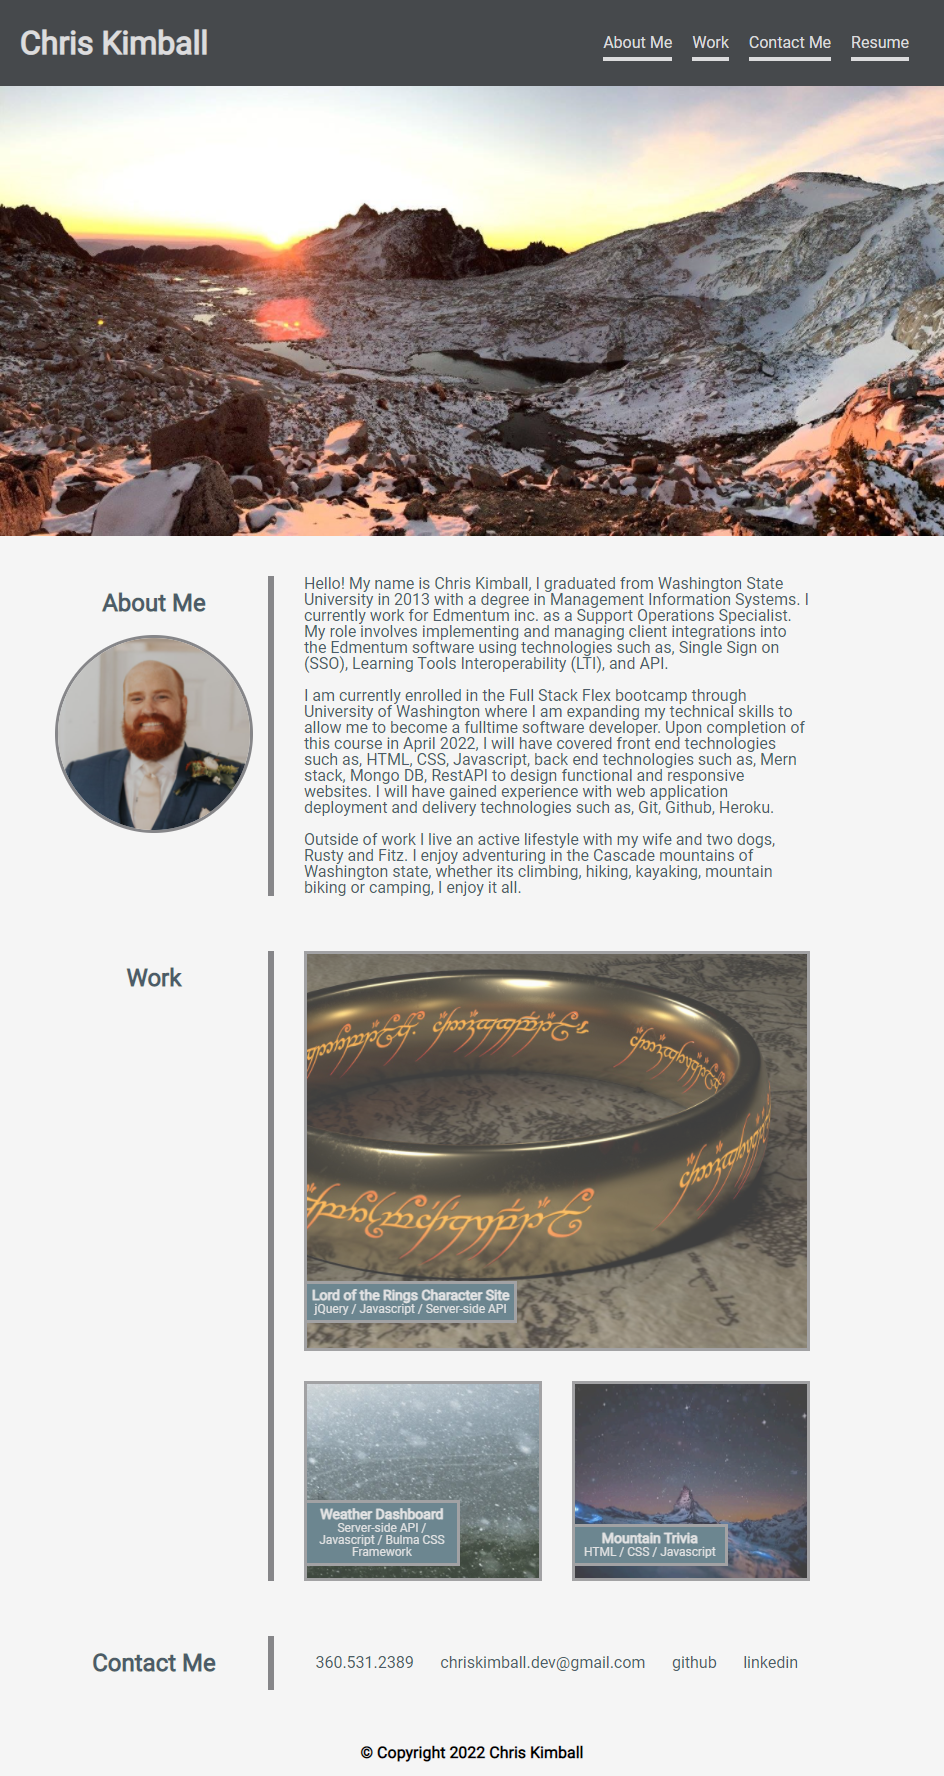 Chris Kimball
About Me Work Contact Me Resume
About Me
Hello! My name is Chris Kimball, I graduated from Washington State
University in 2013 with a degree in Management Information Systems. I
currently work for Edmentum inc. as a Support Operations Specialist.
My role involves implementing and managing client integrations into
the Edmentum software using technologies such as, Single Sign on
(SSO), Learning Tools Interoperability (LTI), and API.
I am currently enrolled in the Full Stack Flex bootcamp through
University of Washington where I am expanding my technical skills to
allow me to become a fulltime software developer. Upon completion of
this course in April 2022, I will have covered front end technologies
such as, HTML, CSS, Javascript, back end technologies such as, Mern
stack, Mongo DB, RestAPI to design functional and responsive
websites. I will have gained experience with web application
deployment and delivery technologies such as, Git, Github, Heroku.
Outside of work I live an active lifestyle with my wife and two dogs,
Rusty and Fitz. I enjoy adventuring in the Cascade mountains of
Washington state, whether its climbing, hiking, kayaking, mountain
biking or camping, I enjoy it all.
Work
Lord of the Rings Character Site
jQuery / Javascript / Server-side API
Weather Dashboard
Server-side API /
Javascript / Bulma CSS
Framework
Mountain Trivia
HTML / CSS / Javascript
Contact Me
360.531.2389 chriskimball.dev@gmail.com github linkedin
© Copyright 2022 Chris Kimball